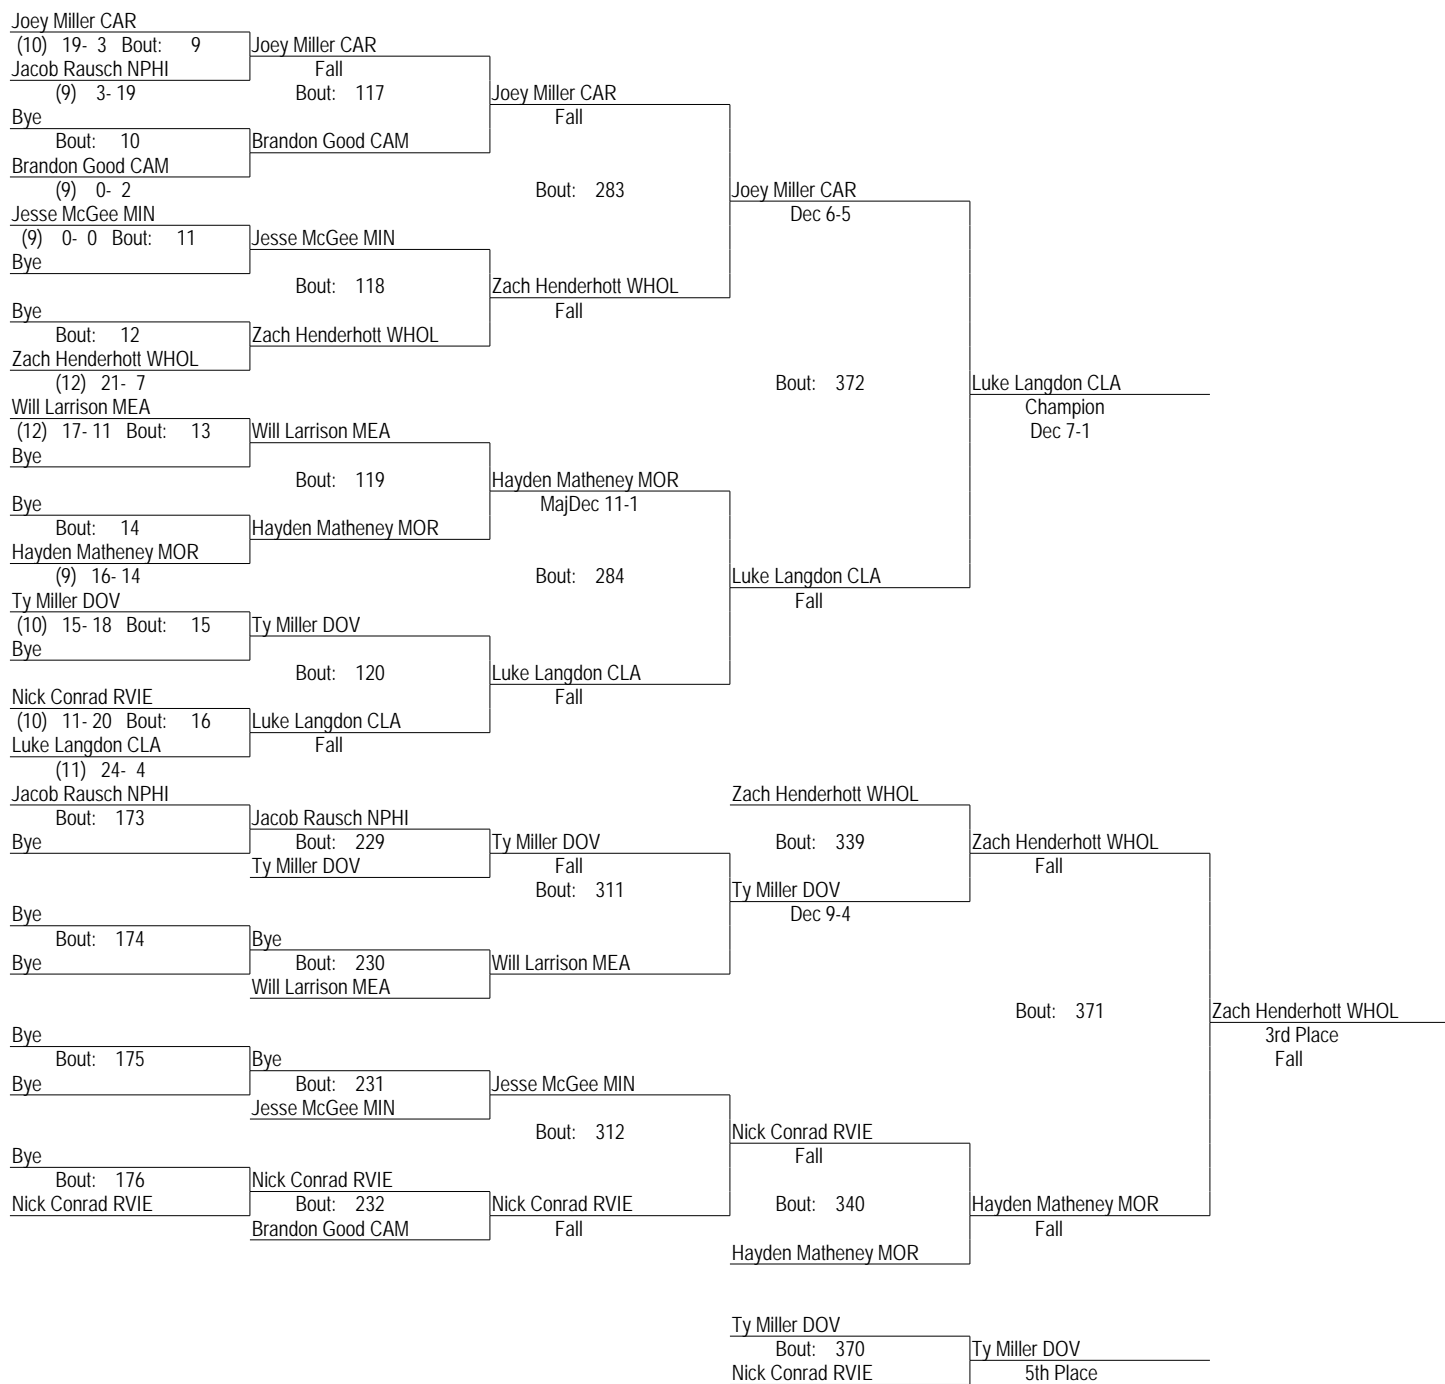 Joey Miller CAR
(10) 19- 3 Bout: 9
Joey Miller CAR
Jacob Rausch NPHI
Fall
(9) 3- 19
Bout: 117
Joey Miller CAR
Bye
Fall
Bout: 10
Brandon Good CAM
Brandon Good CAM
(9) 0- 2
Bout: 283
Joey Miller CAR
Jesse McGee MIN
Dec 6-5
(9) 0- 0 Bout: 11
Jesse McGee MIN
Bye
Bout: 118
Zach Henderhott WHOL
Bye
Fall
Bout: 12
Zach Henderhott WHOL
Zach Henderhott WHOL
(12) 21- 7
Bout: 372
Luke Langdon CLA
Will Larrison MEA
Champion
(12) 17- 11 Bout: 13
Will Larrison MEA
Dec 7-1
Bye
Bout: 119
Hayden Matheney MOR
Bye
MajDec 11-1
Bout: 14
Hayden Matheney MOR
Hayden Matheney MOR
(9) 16- 14
Bout: 284
Luke Langdon CLA
Ty Miller DOV
Fall
(10) 15- 18 Bout: 15
Ty Miller DOV
Bye
Bout: 120
Luke Langdon CLA
Nick Conrad RVIE
Fall
(10) 11- 20 Bout: 16
Luke Langdon CLA
Luke Langdon CLA
Fall
(11) 24- 4
Jacob Rausch NPHI
Zach Henderhott WHOL
Bout: 173
Jacob Rausch NPHI
Bye
Bout: 229
Ty Miller DOV
Bout: 339
Zach Henderhott WHOL
Ty Miller DOV
Fall
Fall
Bout: 311
Ty Miller DOV
Bye
Dec 9-4
Bout: 174
Bye
Bye
Bout: 230
Will Larrison MEA
Will Larrison MEA
Bout: 371
Zach Henderhott WHOL
Bye
3rd Place
Bout: 175
Bye
Fall
Bye
Bout: 231
Jesse McGee MIN
Jesse McGee MIN
Bout: 312
Nick Conrad RVIE
Bye
Fall
Bout: 176
Nick Conrad RVIE
Nick Conrad RVIE
Bout: 232
Nick Conrad RVIE
Bout: 340
Hayden Matheney MOR
Brandon Good CAM
Fall
Fall
Hayden Matheney MOR
Ty Miller DOV
Bout: 370
Ty Miller DOV
Nick Conrad RVIE
5th Place